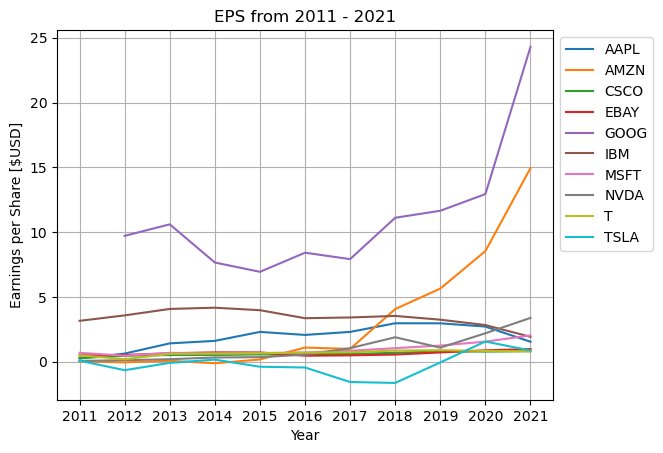 EPS from 2011 - 2021
25
20
15
10
5
0
Earnings per Share [$USD]
2011 2012 2013 2014 2015 2016 2017 2018 2019 2020 2021
Year
AAPL
AMZN
CSCO
EBAY
GOOG
IBM
MSFT
NVDA
T
TSLA